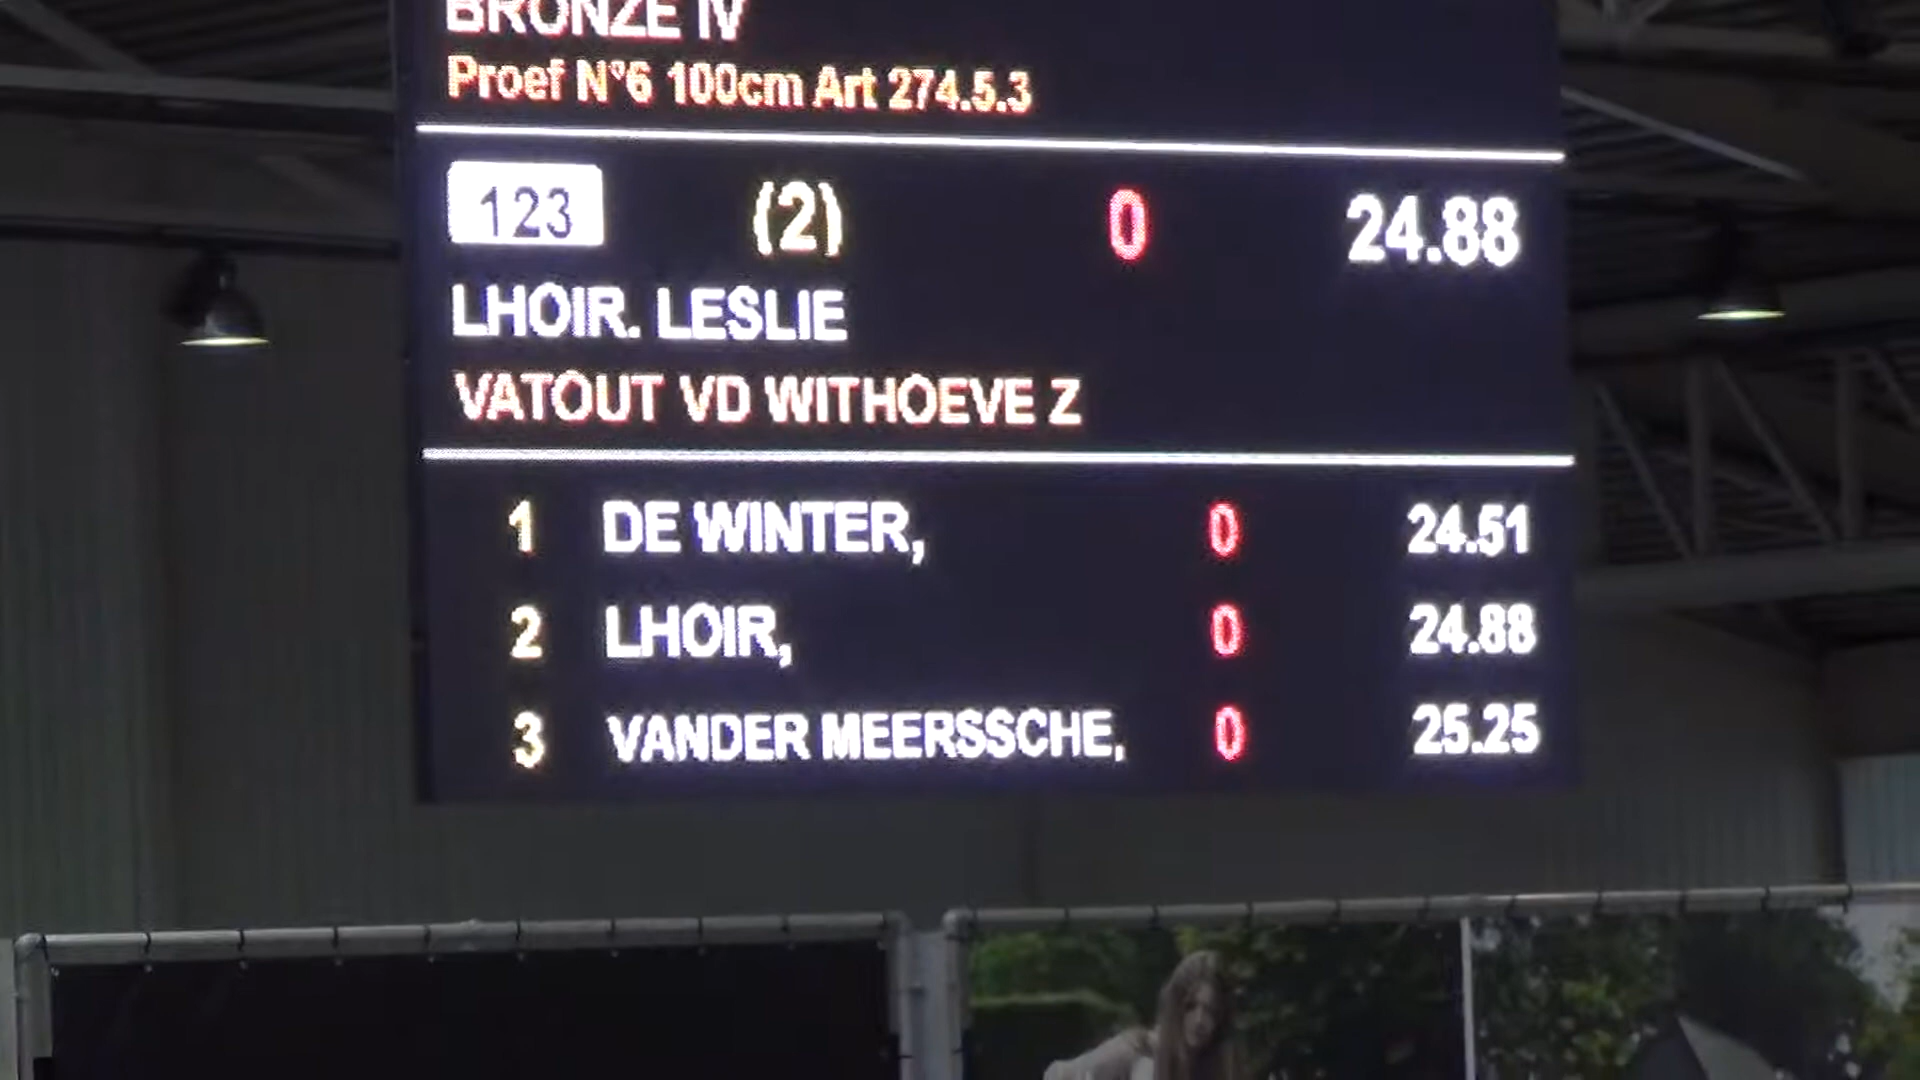 BRONZE IV
Proef N°6 100cm Art 274.5.3
123 (2) 0 24.88
LHOIR. LESLIE
VATOUT VD WITHOEVE Z
1 DE WINTER, 0 24.51
2 LHOIR, 0 24.88
3 VANDER MEERSSCHE, 0 25.25